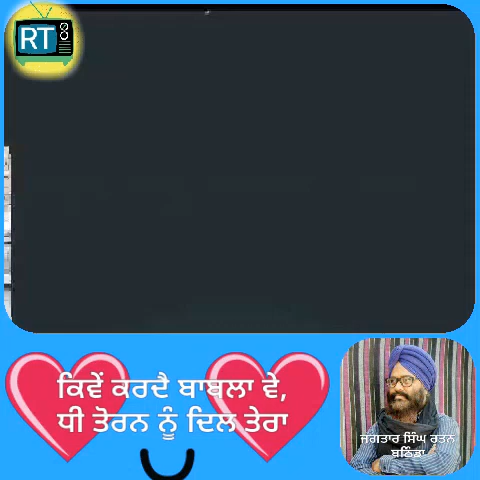 RT
ਕਿਵੇਂ ਕਰਦੈ ਬਾਬਲਾ ਵੇ,
ਧੀ ਤੋਰਨ ਨੂੰ ਦਿਲ ਤੇਰਾ
ਜਗਤਾਰ ਸਿੰਘ ਰਤਨ
ਬਠਿੰਡਾ